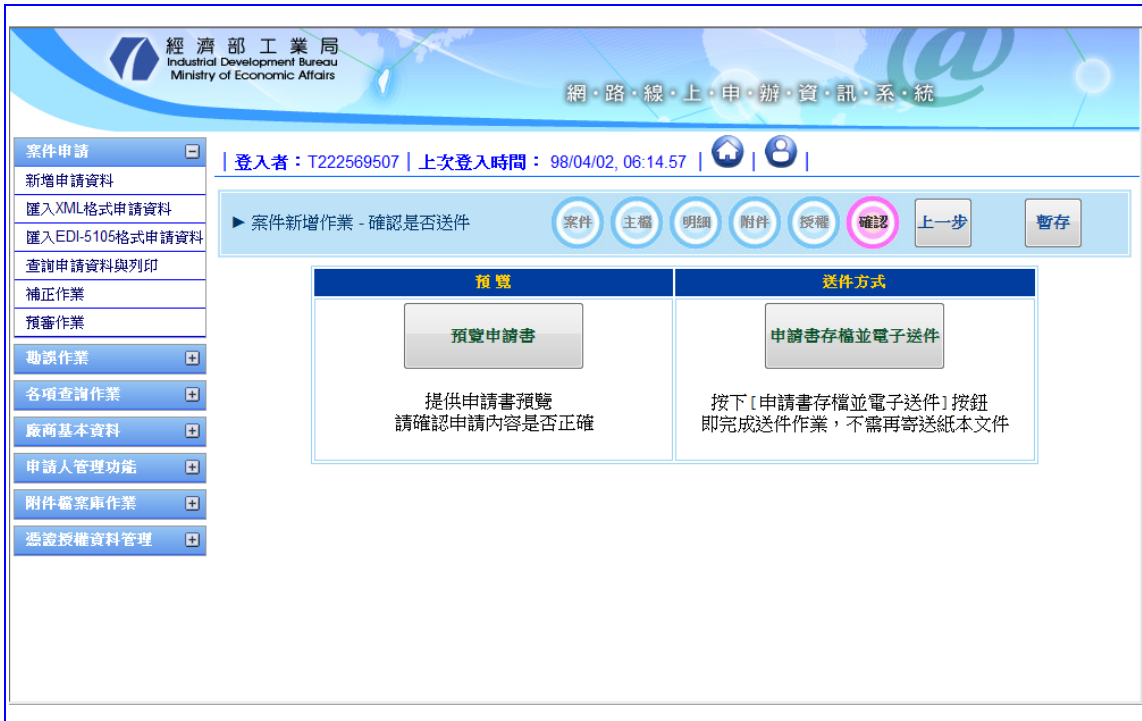 經濟部工業局
Industrial Development Bureau
Ministry of Economic Affairs
網・路・線・上・申・辦・資・訊・系・統
案件申請
新增申請資料
匯入XML格式申請資料
匯入EDI-5105格式申請資料
查詢申請資料與列印
補正作業
預審作業
勘誤作業
各項查詢作業
廠商基本資料
申請人管理功能
附件檔案庫作業
憑證授權資料管理
| 登入者：T222569507 | 上次登入時間： 98/04/02, 06:14.57 | | |
► 案件新增作業 - 確認是否送件 案件 主檔 明細 附件 授權 確認 上一步 暫存
預 覽 送件方式
預覽申請書 申請書存檔並電子送件
提供申請書預覽
請確認申請內容是否正確
按下[申請書存檔並電子送件]按鈕
即完成送件作業，不需再寄送紙本文件